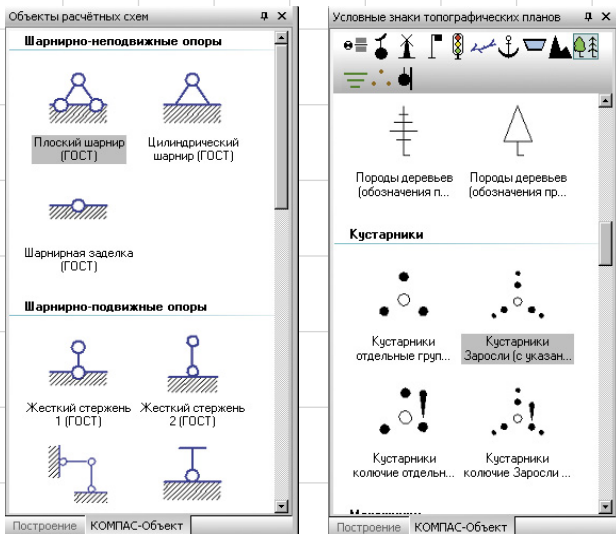 Объекты расчётных схем
Шарнирно-неподвижные опоры
Плоский шарнир
(ГОСТ)
Цилиндрический
шарнир (ГОСТ)
Шарнирная заделка
(ГОСТ)
Шарнирно-подвижные опоры
Жесткий стержень
1 (ГОСТ)
Жесткий стержень
2 (ГОСТ)
Построение КОМПАС-Объект
Условные знаки топографических планов
Породы деревьев
(обозначения п...
Породы деревьев
(обозначения пр...
Кустарники
Кустарники
отдельные груп...
Кустарники
Заросли (с указан...
Кустарники
колючие отдельн...
Кустарники
колючие Заросли ...
Построение КОМПАС-Объект